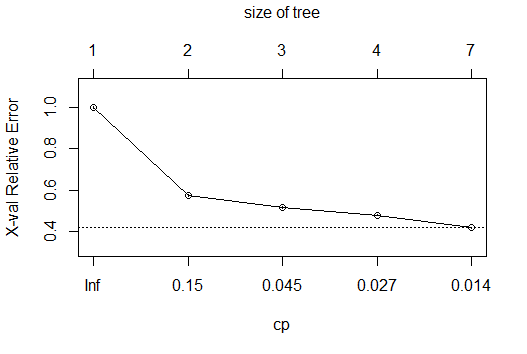 size of tree
1 2 3 4 7
X-val Relative Error
1.0
0.8
0.6
0.4
Inf 0.15 0.045 0.027 0.014
cp